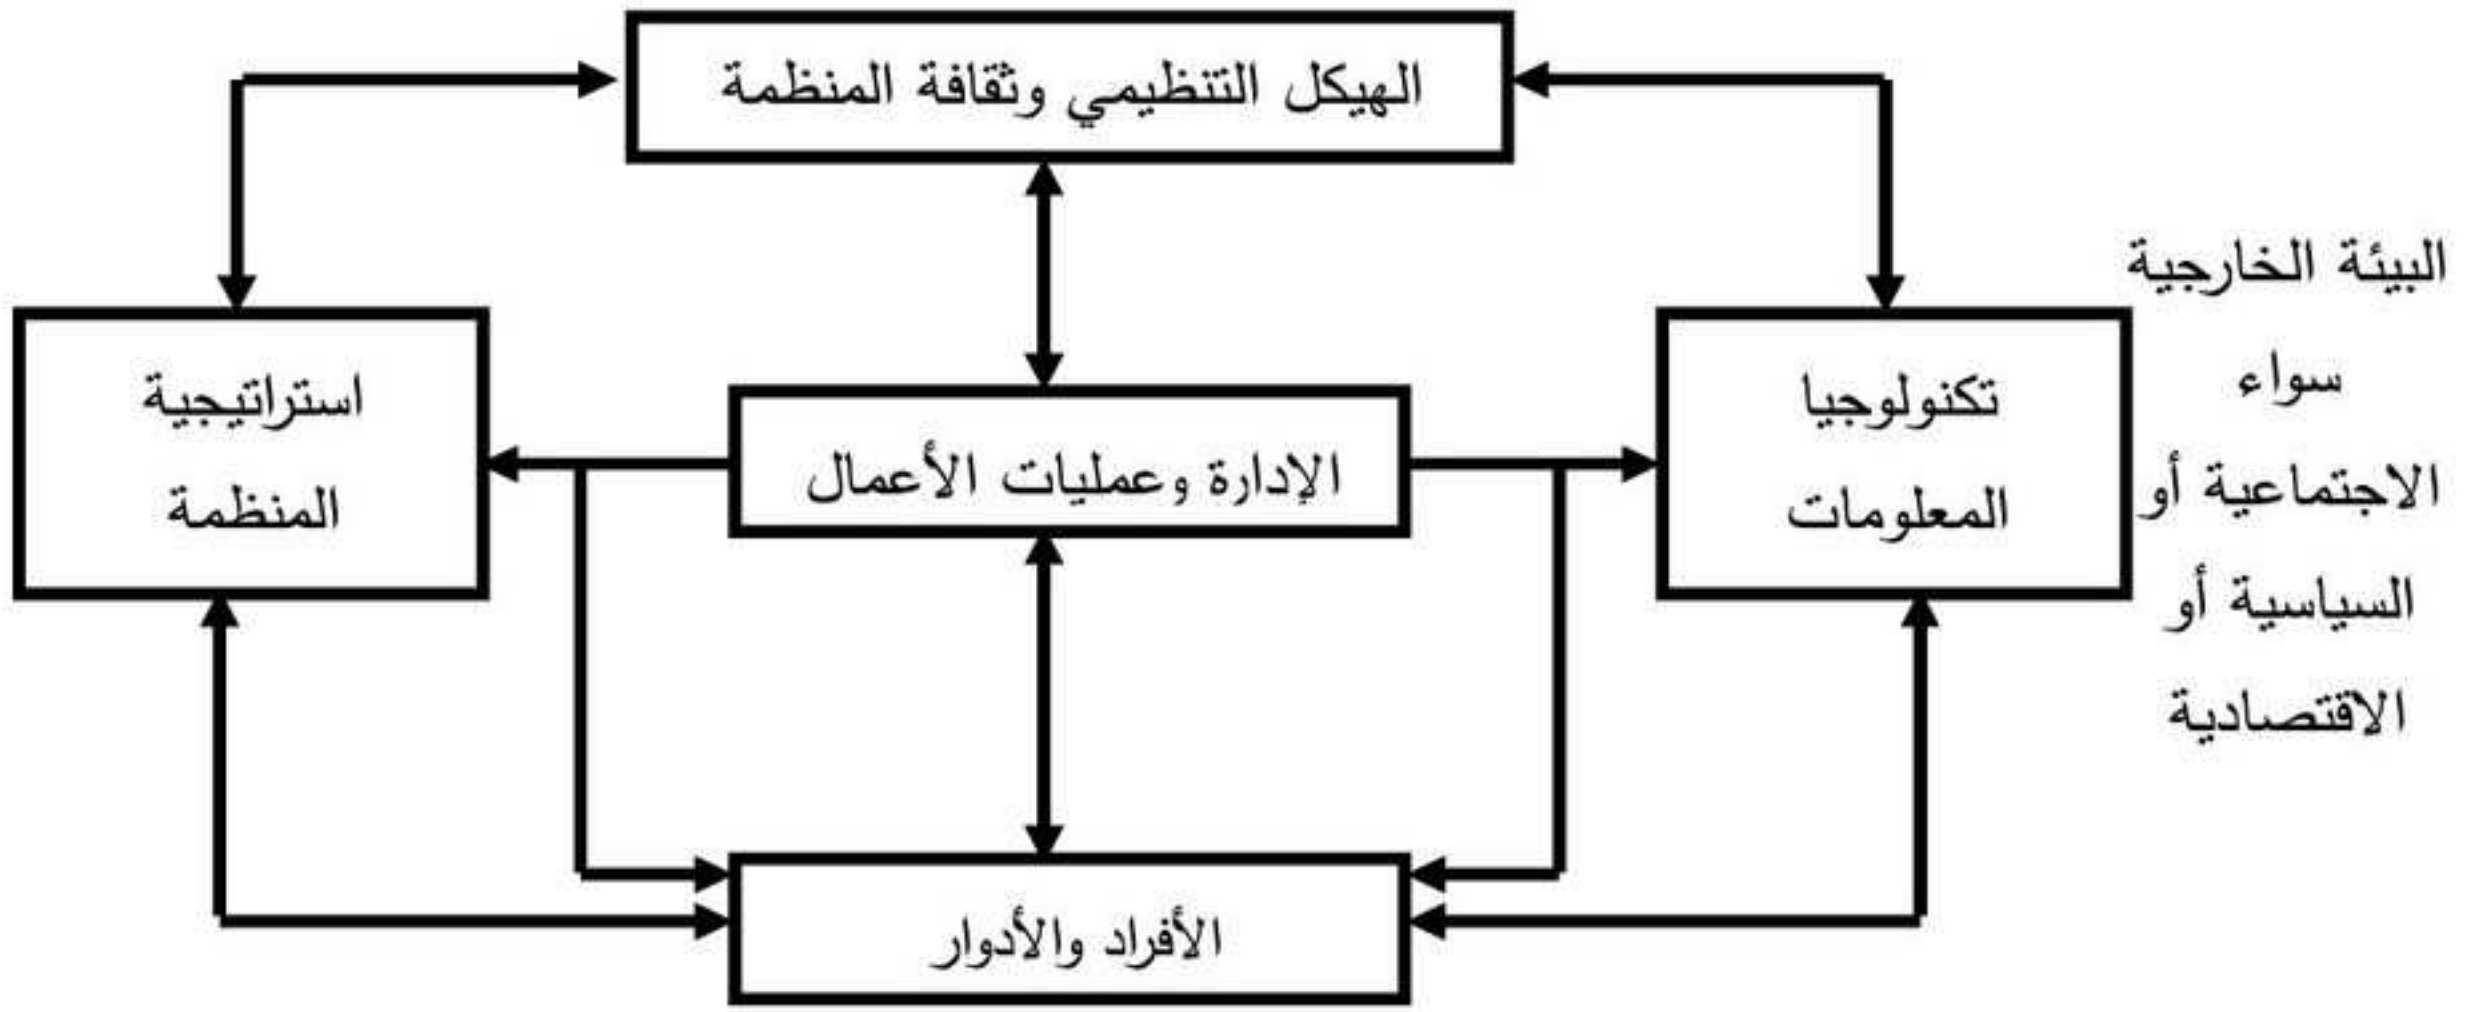 الهيكل التنظيمي وثقافة المنظمة
البيئة الخارجية
سواء
الاجتماعية أو
السياسية أو
الاقتصادية
تكنولوجيا
المعلومات
الإدارة وعمليات الأعمال
استراتيجية
المنظمة
الأفراد والأدوار